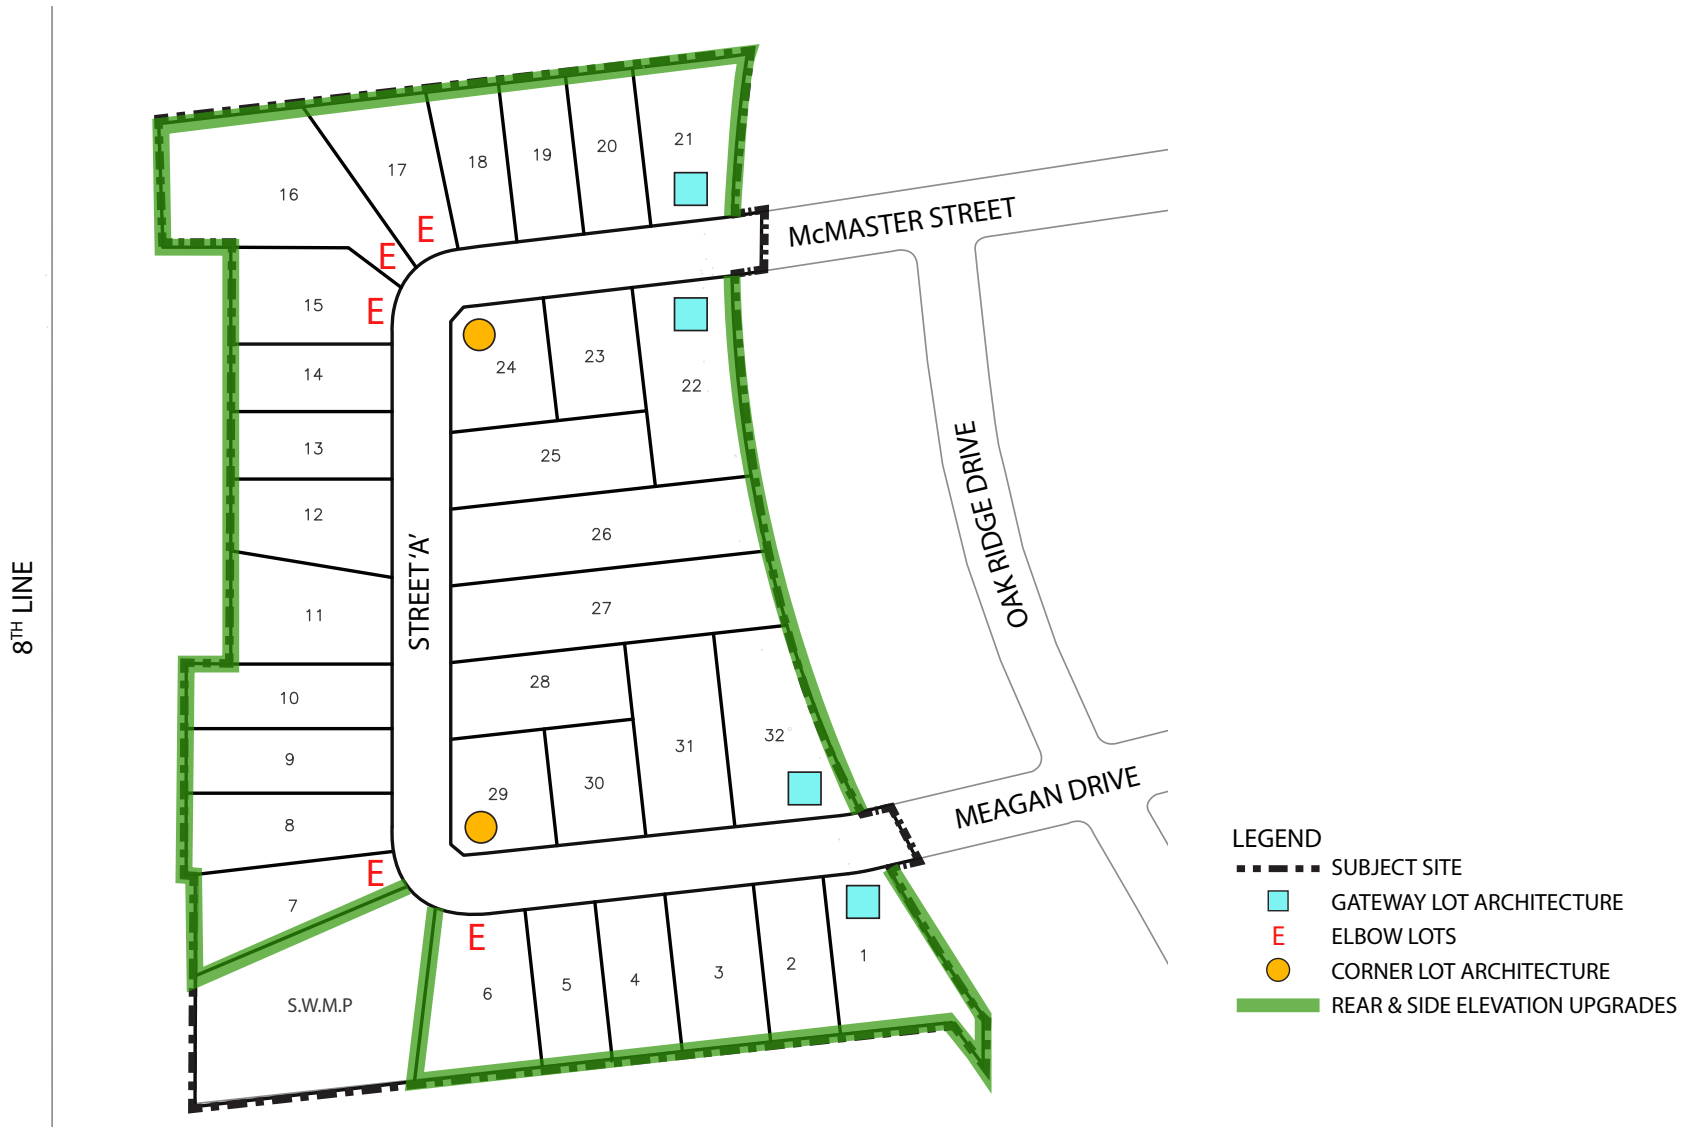 21
20
19
18
17
16
E
E
E
McMASTER STREET
15
14
13
12
11
10
9
8
7
E
24
23
22
25
26
27
28
29
30
31
32
STREET 'A'
8TH LINE
OAK RIDGE DRIVE
MEAGAN DRIVE
E
6
5
4
3
2
1
S.W.M.P
LEGEND
SUBJECT SITE
GATEWAY LOT ARCHITECTURE
E ELBOW LOTS
CORNER LOT ARCHITECTURE
REAR & SIDE ELEVATION UPGRADES